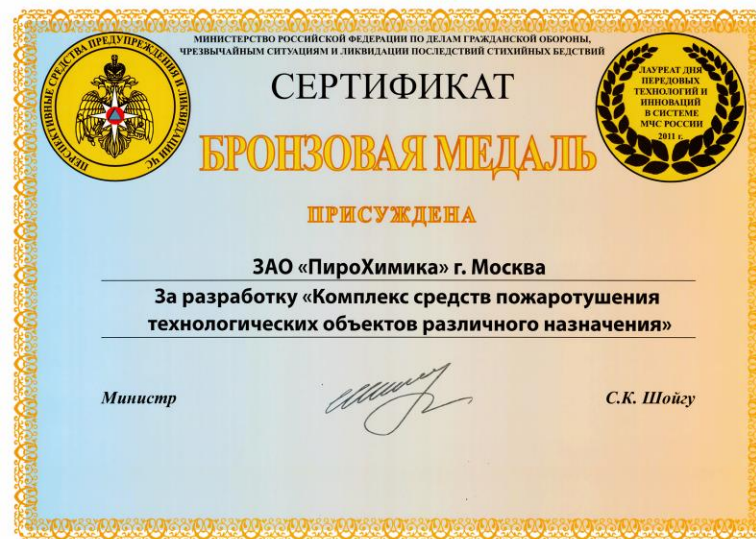 МИНИСТЕРСТВО РОССИЙСКОЙ ФЕДЕРАЦИИ ПО ДЕЛАМ ГРАЖДАНСКОЙ ОБОРОНЫ,
ЧРЕЗВЫЧАЙНЫМ СИТУАЦИЯМ И ЛИКВИДАЦИИ ПОСЛЕДСТВИЙ СТИХИЙНЫХ БЕДСТВИЙ
ПЕРСПЕКТИВНЫЕ СРЕДСТВА ПРЕДУПРЕЖДЕНИЯ И ЛИКВИДАЦИИ ЧС
ЛАУРЕАТ ДНЯ
ПЕРЕДОВЫХ
ТЕХНОЛОГИЙ И
ИННОВАЦИЙ
В СИСТЕМЕ
МЧС РОССИИ
2011 г.
СЕРТИФИКАТ
БРОНЗОВАЯ МЕДАЛЬ
ПРИСУЖДЕНА
ЗАО «ПироХимика» г. Москва
За разработку «Комплекс средств пожаротушения
технологических объектов различного назначения»
Министр
С.К. Шойгу